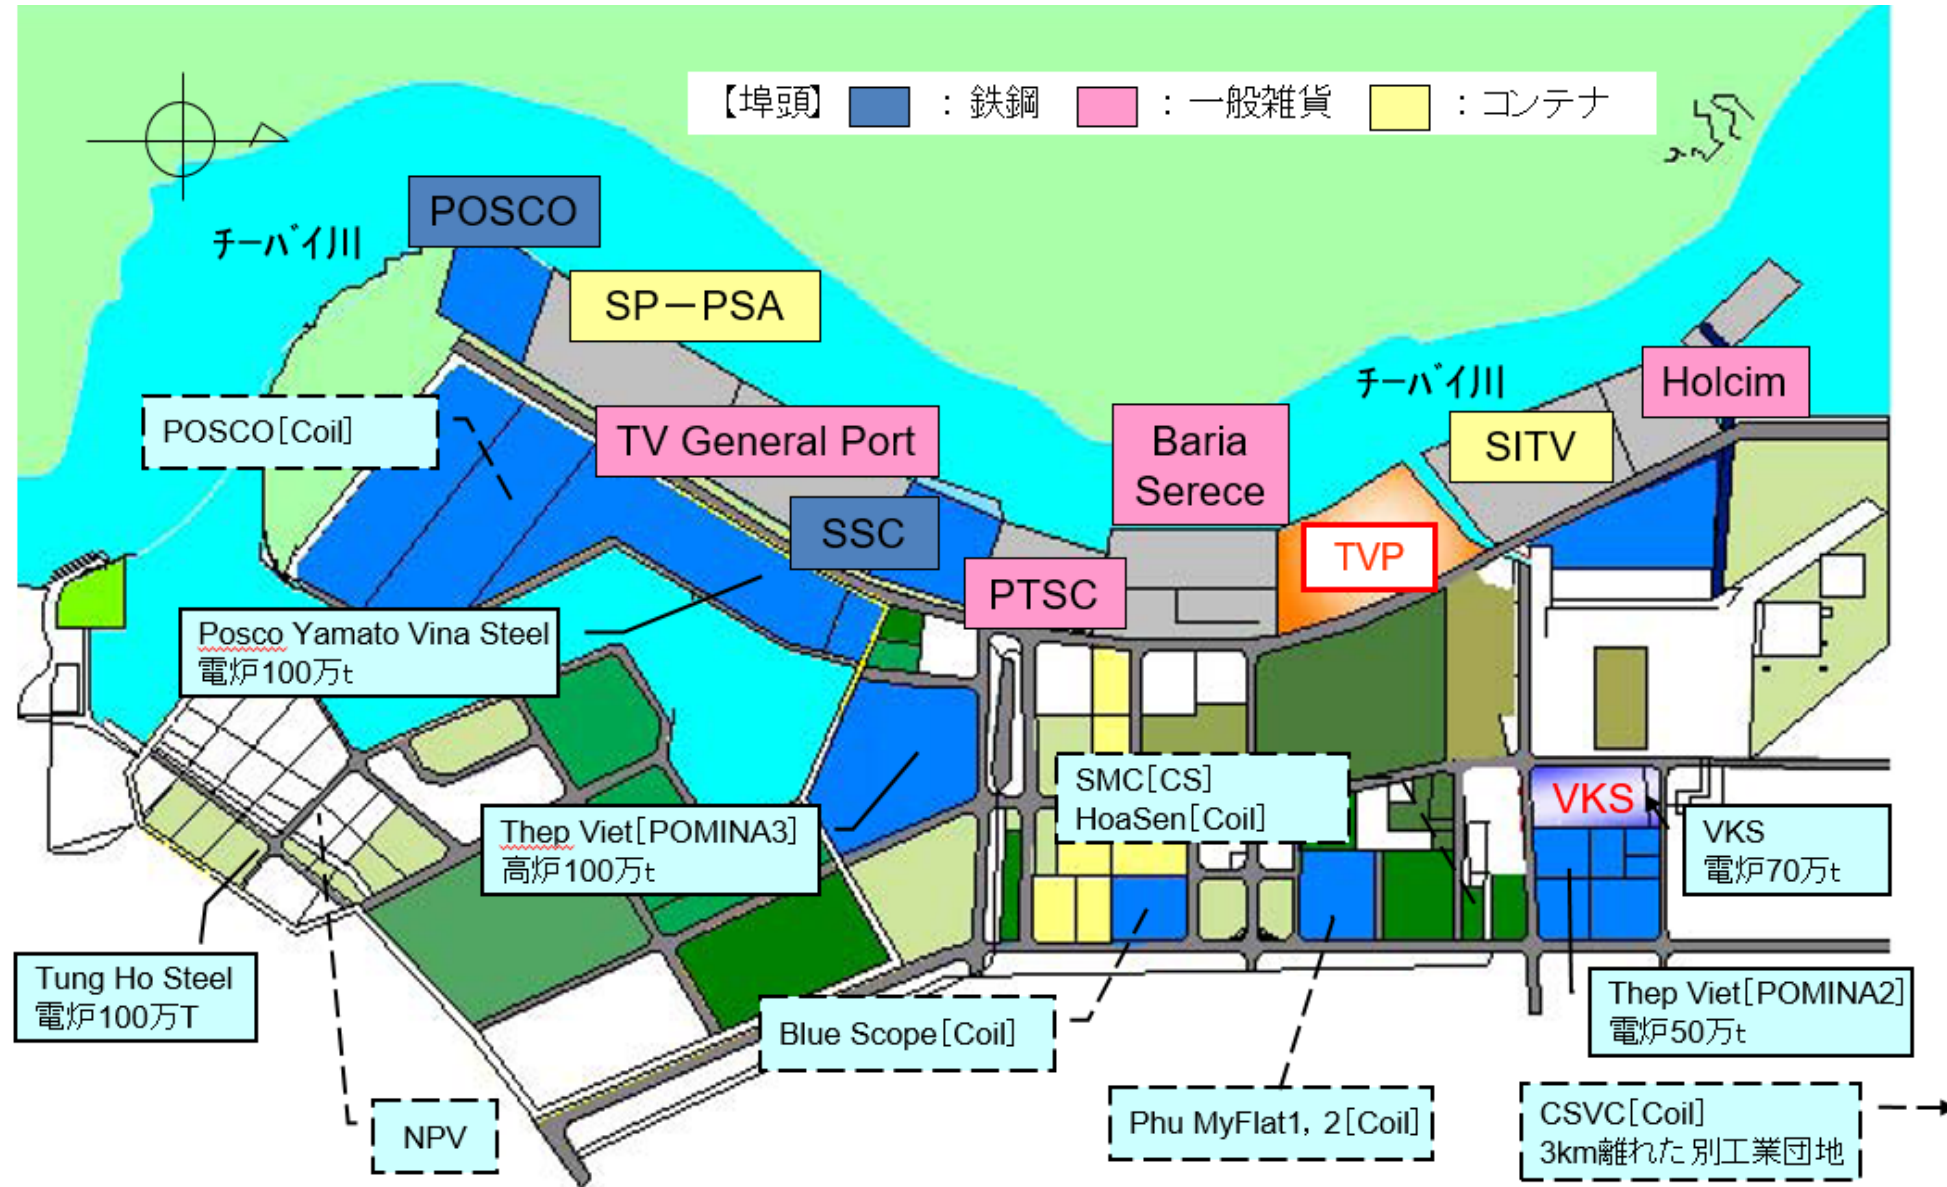 【埠頭】 : 鉄鋼 : 一般雑貨 : コンテナ
POSCO
チーバイ川
SP－PSA
チーバイ川
Holcim
POSCO[Coil]
TV General Port
Baria
Serece
SITV
SSC
TVP
PTSC
Posco Yamato Vina Steel
電炉100万t
SMC[CS]
HoaSen[Coil]
VKS
Thep Viet[POMINA3]
高炉100万t
VKS
電炉70万t
Tung Ho Steel
電炉100万T
Blue Scope[Coil]
Thep Viet[POMINA2]
電炉50万t
NPV
Phu MyFlat1，2[Coil]
CSVC[Coil]
3km離れた別工業団地